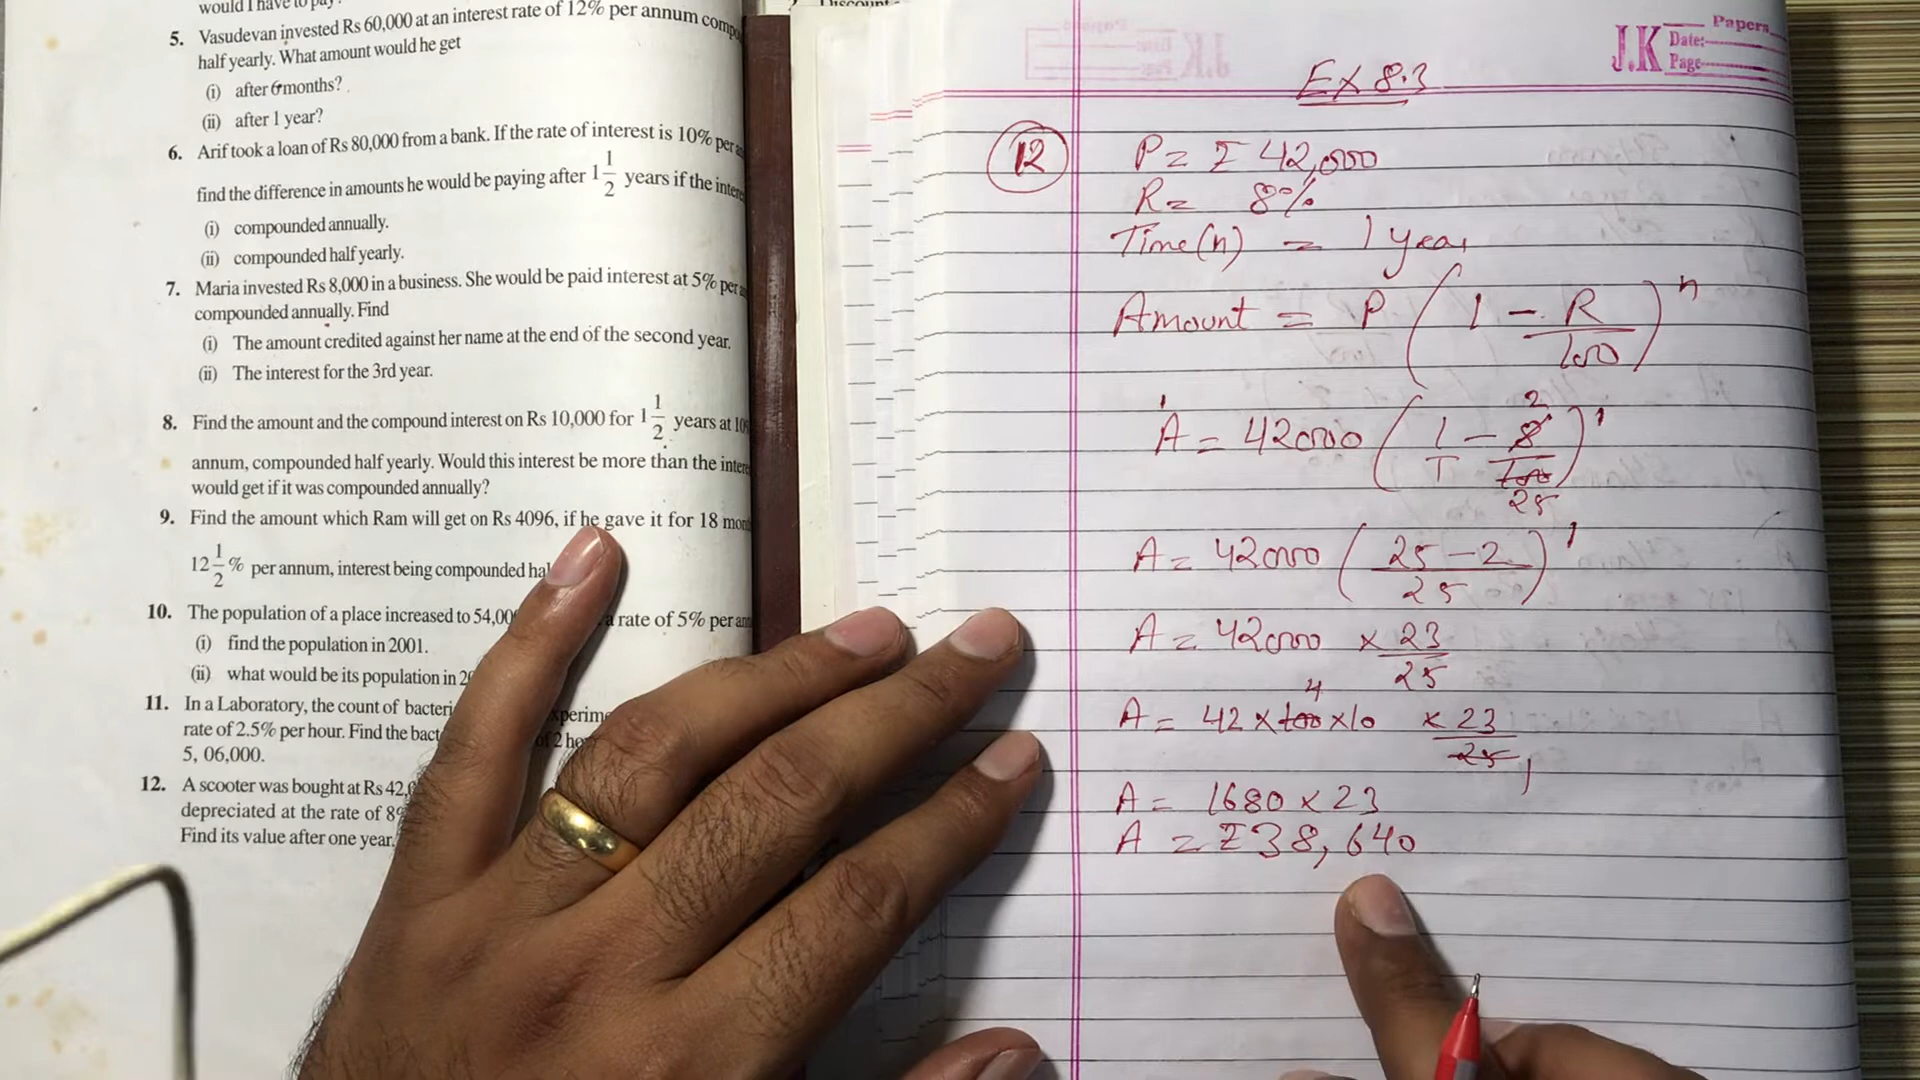 would I have to pay?
5. Vasudevan invested Rs 60,000 at an interest rate of 12% per annum
half yearly. What amount would he get
(i) after 6 months?
(ii) after 1 year?
6. Arif took a loan of Rs 80,000 from a bank. If the rate of interest is 10% per
find the difference in amounts he would be paying after 1 1/2 years if the
(i) compounded annually.
(ii) compounded half yearly.
7. Maria invested Rs 8,000 in a business. She would be paid interest at 5% per
compounded annually. Find
(i) The amount credited against her name at the end of the second year.
(ii) The interest for the 3rd year.
8. Find the amount and the compound interest on Rs 10,000 for 1 1/2 years at
annum, compounded half yearly. Would this interest be more than the
would get if it was compounded annually?
9. Find the amount which Ram will get on Rs 4096, if he gave it for 18
12 1/2 % per annum, interest being compounded
10. The population of a place increased to 54,00 a rate of 5% per
(i) find the population in 2001.
(ii) what would be its population in
11. In a Laboratory, the count of
rate of 2.5% per hour. Find the of 2
5, 06,000.
12. A scooter was bought at Rs 42,
depreciated at the rate of 8%
Find its value after one year.
Discount
J.K Papers
Date:
Page
Ex 8.3
12 P = ₹ 42,000
R = 8%
Time(n) = 1 year
Amount = P ( 1 - R/100 )^n
A = 42000 ( 1/1 - 8/100 )^1 2 25
A = 42000 ( 25-2/25 )^1
A = 42000 × 23/25
A = 42 × 100 × 10 × 23/25 4 1
A = 1680 × 23
A = ₹ 38,640